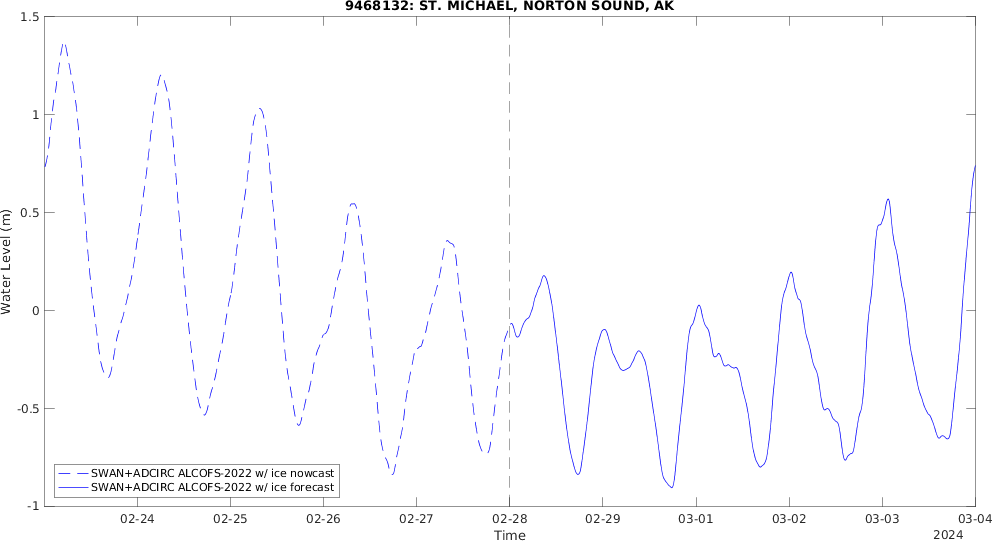 9468132: ST. MICHAEL, NORTON SOUND, AK
1.5
1
0.5
0
-0.5
-1
Water Level (m)
SWAN+ADCIRC ALCOFS-2022 w/ ice nowcast
SWAN+ADCIRC ALCOFS-2022 w/ ice forecast
02-24 02-25 02-26 02-27 02-28 02-29 03-01 03-02 03-03 03-04
Time
2024